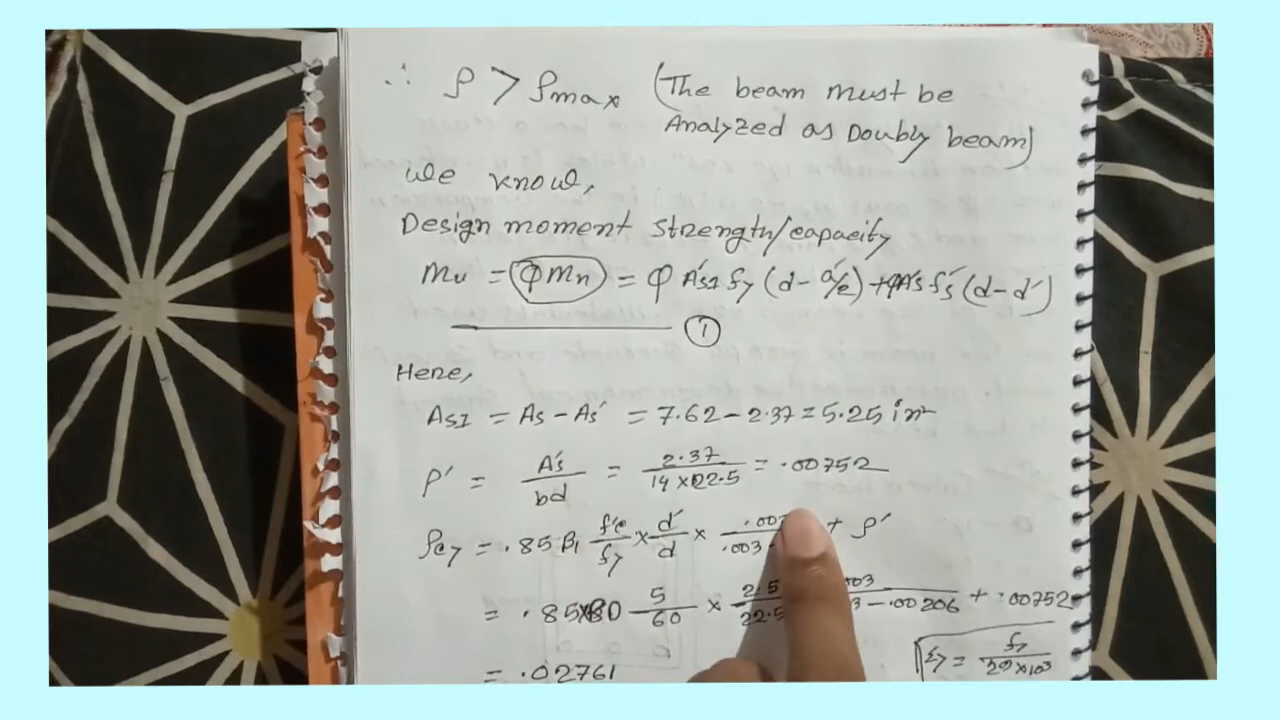 ∴ ρ > ρmax (The beam must be
Analyzed as Doubly beam)
We know,
Design moment strength/capacity
Mu = φMn = φ As1 fy (d - a/2) + φAs' fs' (d-d')
①
Here,
As1 = As - As' = 7.62 - 2.37 = 5.25 in²
ρ' = A's/bd = 2.37/14×22.5 = .00752
ρcy = .85 β1 f'c/fy × d'/d × + ρ'
= .85×80 5/60 × 2.5/22.5 - .00206 + .00752
= .02761
εy = fy/29×10³